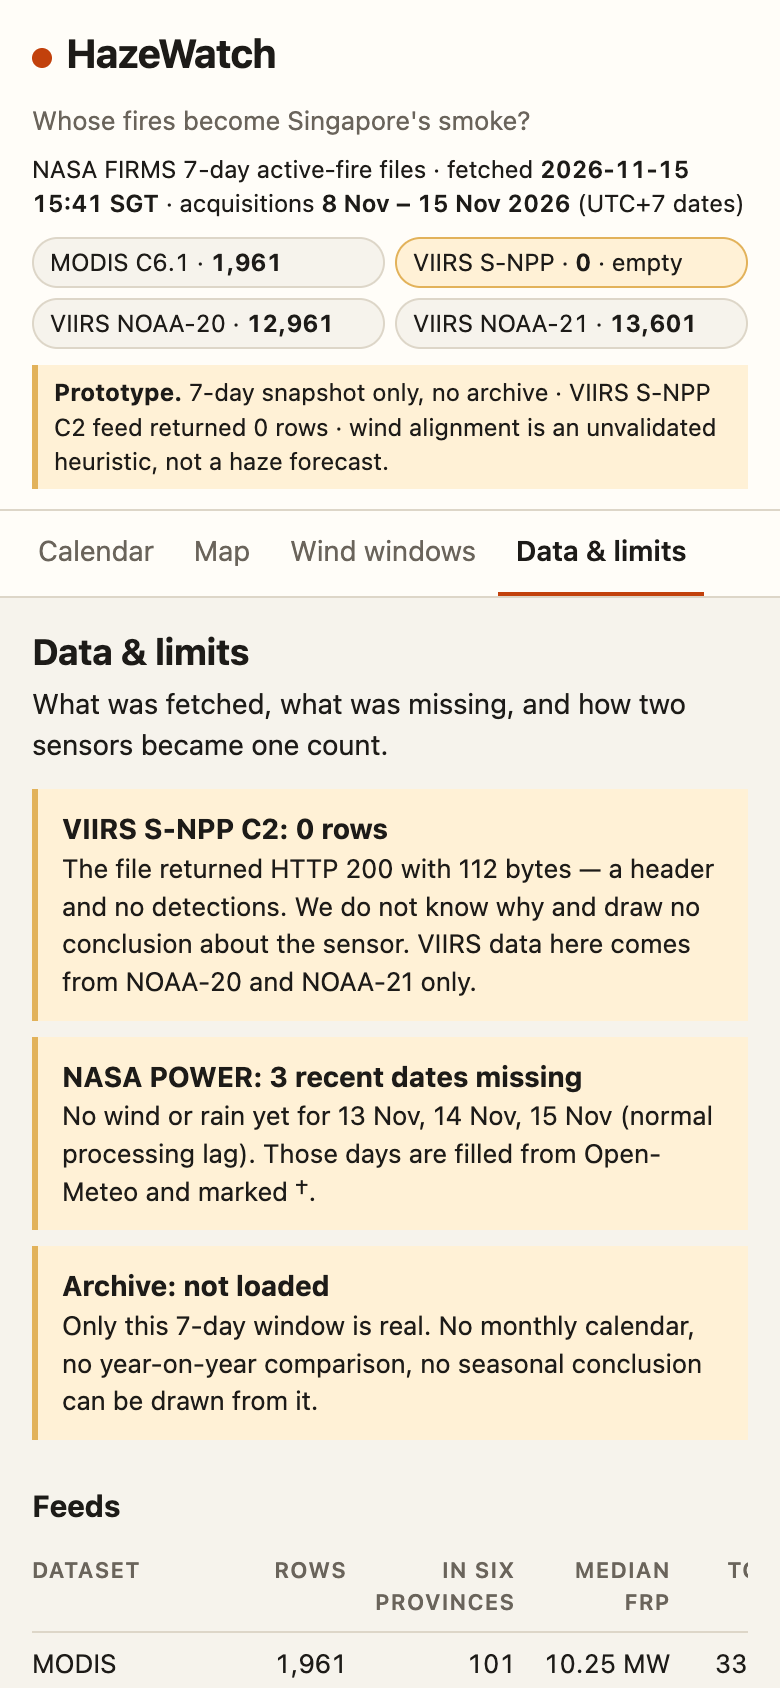 HazeWatch
Whose fires become Singapore's smoke?
NASA FIRMS 7-day active-fire files · fetched 2026-11-15
15:41 SGT · acquisitions 8 Nov – 15 Nov 2026 (UTC+7 dates)
MODIS C6.1 · 1,961
VIIRS S-NPP · 0 · empty
VIIRS NOAA-20 · 12,961
VIIRS NOAA-21 · 13,601
Prototype. 7-day snapshot only, no archive · VIIRS S-NPP
C2 feed returned 0 rows · wind alignment is an unvalidated
heuristic, not a haze forecast.
Calendar Map Wind windows Data & limits
Data & limits
What was fetched, what was missing, and how two
sensors became one count.
VIIRS S-NPP C2: 0 rows
The file returned HTTP 200 with 112 bytes — a header
and no detections. We do not know why and draw no
conclusion about the sensor. VIIRS data here comes
from NOAA-20 and NOAA-21 only.
NASA POWER: 3 recent dates missing
No wind or rain yet for 13 Nov, 14 Nov, 15 Nov (normal
processing lag). Those days are filled from Open-
Meteo and marked †.
Archive: not loaded
Only this 7-day window is real. No monthly calendar,
no year-on-year comparison, no seasonal conclusion
can be drawn from it.
Feeds
DATASET ROWS IN SIX PROVINCES MEDIAN FRP
MODIS 1,961 101 10.25 MW 33